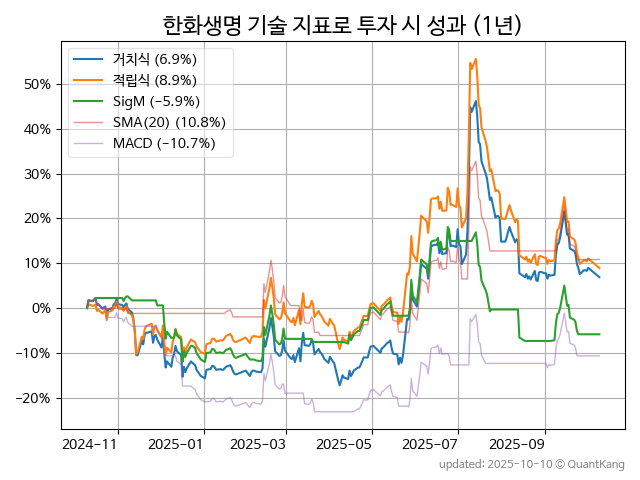 한화생명 기술 지표로 투자 시 성과 (1년)
거치식 (6.9%)
적립식 (8.9%)
SigM (−5.9%)
SMA(20) (10.8%)
MACD (−10.7%)
50%
40%
30%
20%
10%
0%
−10%
−20%
2024-11 2025-01 2025-03 2025-05 2025-07 2025-09
updated: 2025-10-10 © QuantKang